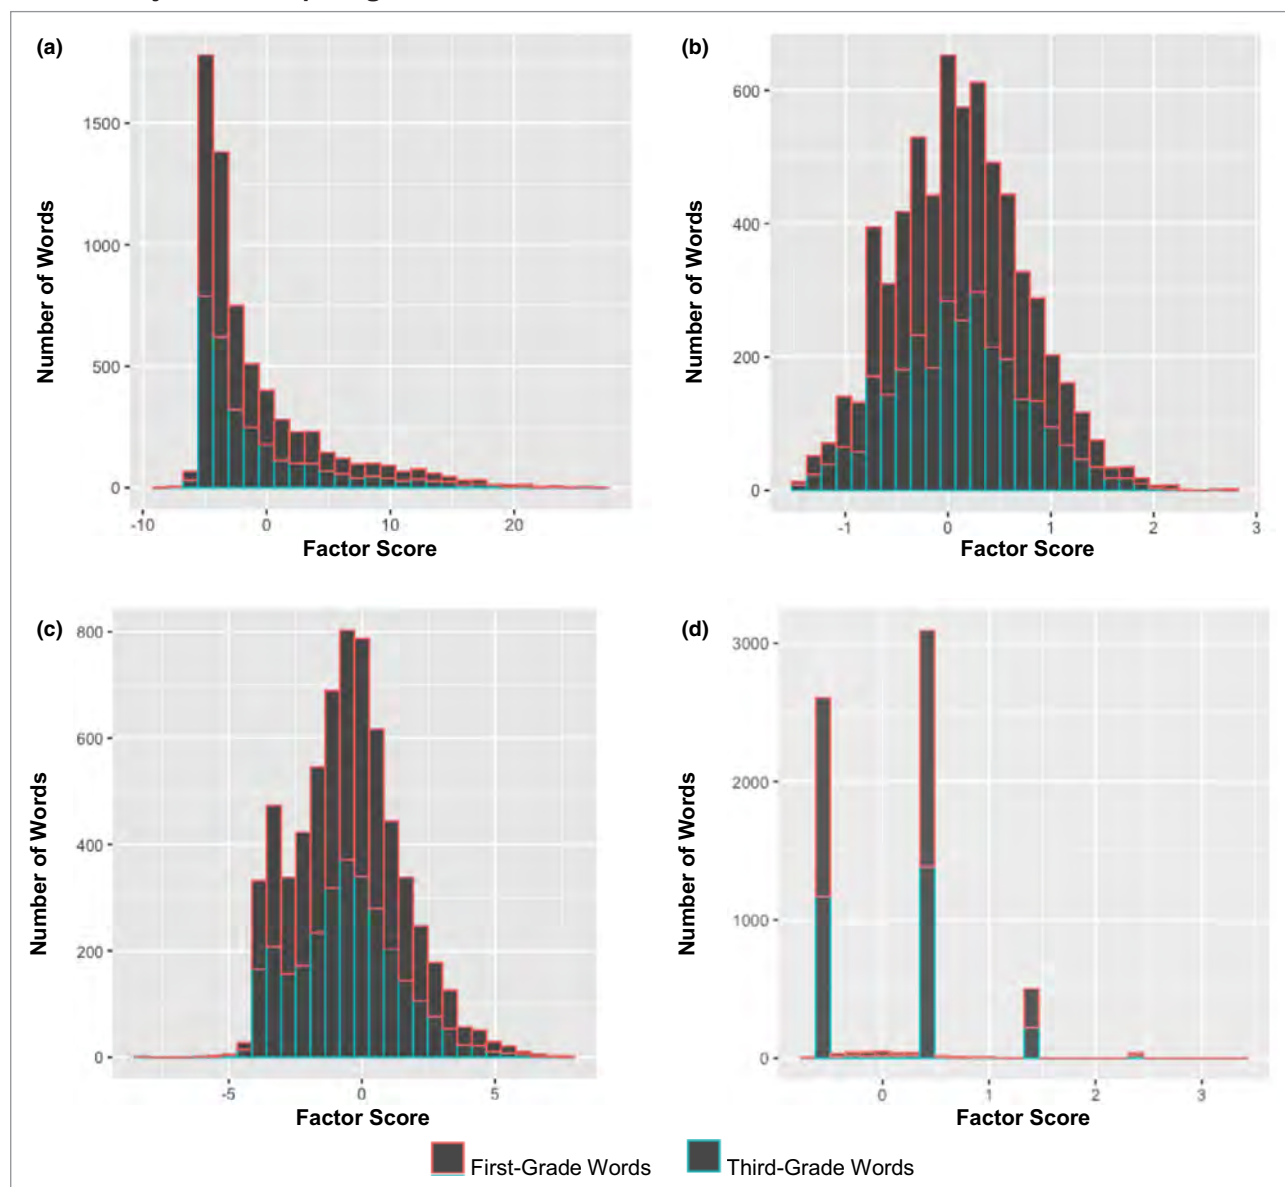 (a)
1500
1000
500
0
Number of Words
-10 0 10 20
Factor Score
(b)
600
400
200
0
Number of Words
-1 0 1 2 3
Factor Score
(c)
800
600
400
200
0
Number of Words
-5 0 5
Factor Score
(d)
3000
2000
1000
0
Number of Words
0 1 2 3
Factor Score
First-Grade Words Third-Grade Words